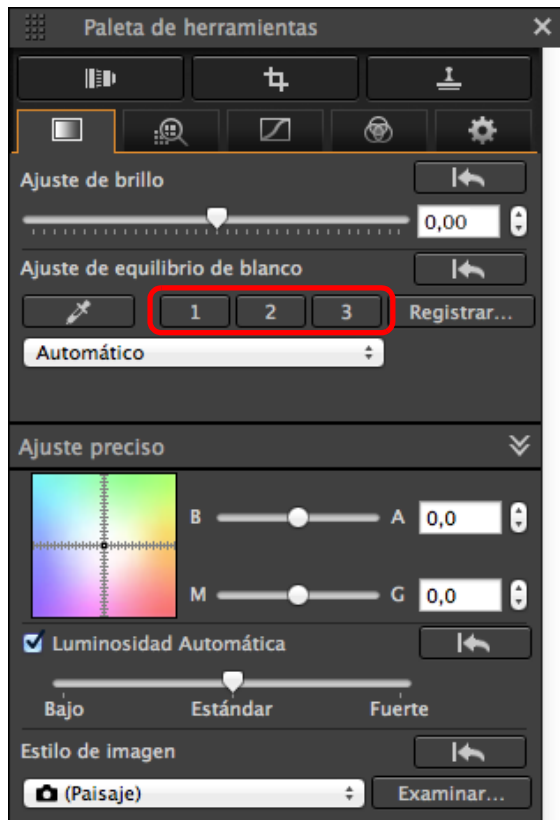 Paleta de herramientas
Ajuste de brillo
0,00
Ajuste de equilibrio de blanco
1 2 3 Registrar...
Automático
Ajuste preciso
B A 0,0
M G 0,0
Luminosidad Automática
Bajo Estándar Fuerte
Estilo de imagen
(Paisaje) Examinar...